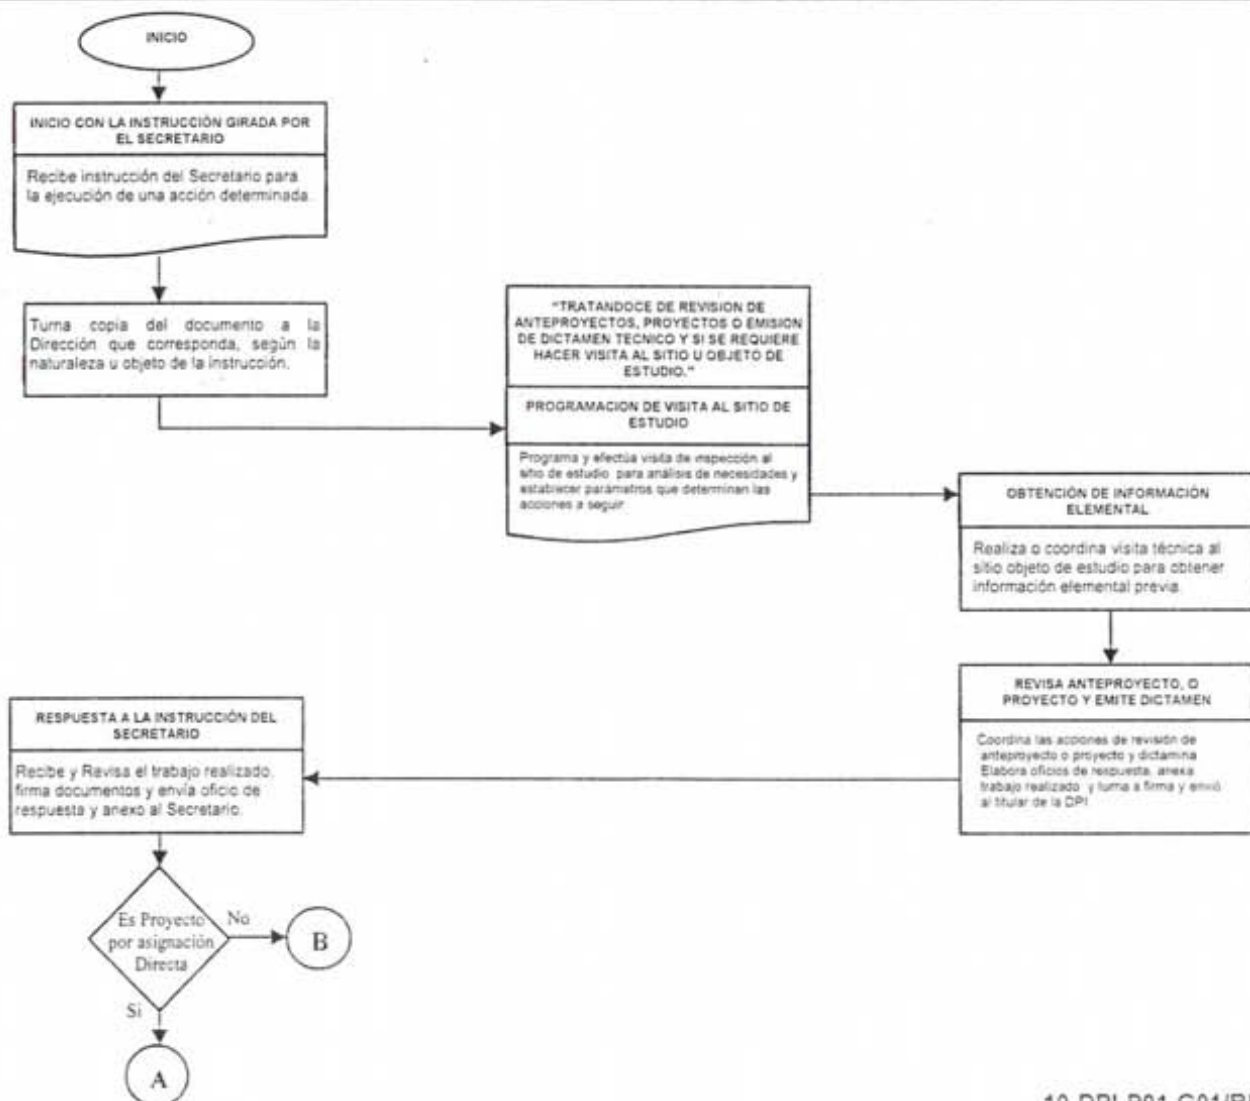 INICIO
INICIO CON LA INSTRUCCIÓN GIRADA POR
EL SECRETARIO
Recibe instrucción del Secretario para
la ejecución de una acción determinada.
Turna copia del documento a la
Dirección que corresponda, según la
naturaleza u objeto de la instrucción.
"TRATANDOCE DE REVISION DE
ANTEPROYECTOS, PROYECTOS O EMISION
DE DICTAMEN TECNICO Y SI SE REQUIERE
HACER VISITA AL SITIO U OBJETO DE
ESTUDIO."
PROGRAMACION DE VISITA AL SITIO DE
ESTUDIO
Programa y efectúa visita de inspección al
sitio de estudio para análisis de necesidades y
establecer parámetros que determinan las
acciones a seguir
OBTENCIÓN DE INFORMACIÓN
ELEMENTAL
Realiza o coordina visita técnica al
sitio objeto de estudio para obtener
información elemental previa.
REVISA ANTEPROYECTO, O
PROYECTO Y EMITE DICTAMEN
Coordina las acciones de revisión de
anteproyecto o proyecto y dictamina
Elabora oficios de respuesta, anexa
trabajo realizado y turna a firma y envió
al titular de la DPI
RESPUESTA A LA INSTRUCCIÓN DEL
SECRETARIO
Recibe y Revisa el trabajo realizado,
firma documentos y envía oficio de
respuesta y anexo al Secretario.
Es Proyecto
por asignación
Directa
No
B
Si
A